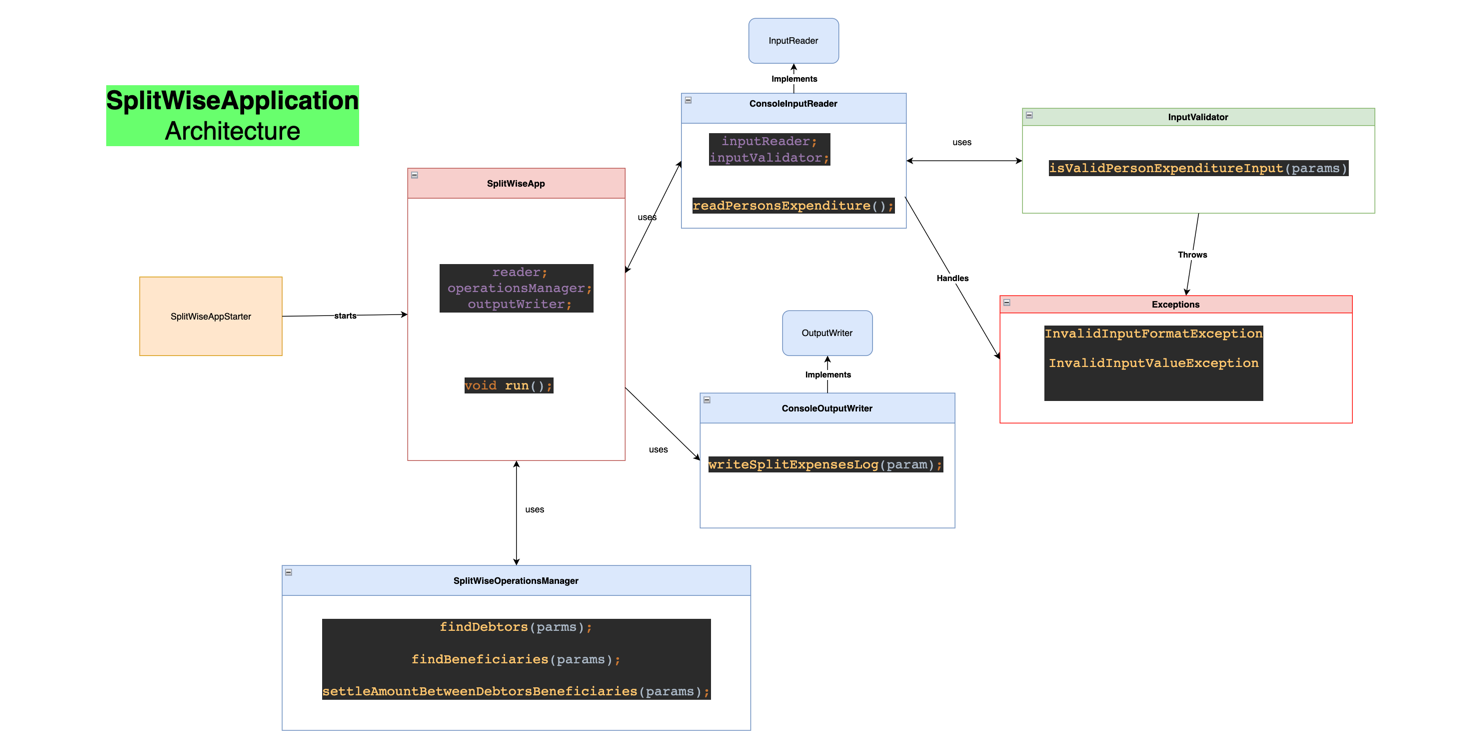 SplitWiseApplication
Architecture
InputReader
Implements
ConsoleInputReader
inputReader;
inputValidator;
readPersonsExpenditure();
uses
InputValidator
isValidPersonExpenditureInput(params)
SplitWiseApp
reader;
operationsManager;
outputWriter;
void run();
uses
SplitWiseAppStarter
starts
Handles
Throws
Exceptions
InvalidInputFormatException
InvalidInputValueException
OutputWriter
Implements
ConsoleOutputWriter
writeSplitExpensesLog(param);
uses
uses
SplitWiseOperationsManager
findDebtors(parms);
findBeneficiaries(params);
settleAmountBetweenDebtorsBeneficiaries(params);